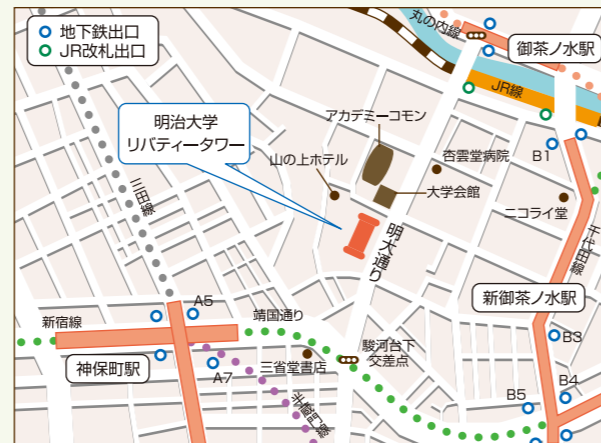 地下鉄出口
JR改札出口
丸の内線
御茶ノ水駅
JR線
明治大学
リバティータワー
アカデミーコモン
山の上ホテル
杏雲堂病院
大学会館
B1
ニコライ堂
三田線
明大通り
千代田線
新御茶ノ水駅
A5
新宿線
靖国通り
神保町駅
A7
三省堂書店
駿河台下
交差点
半蔵門線
B3
B4
B5